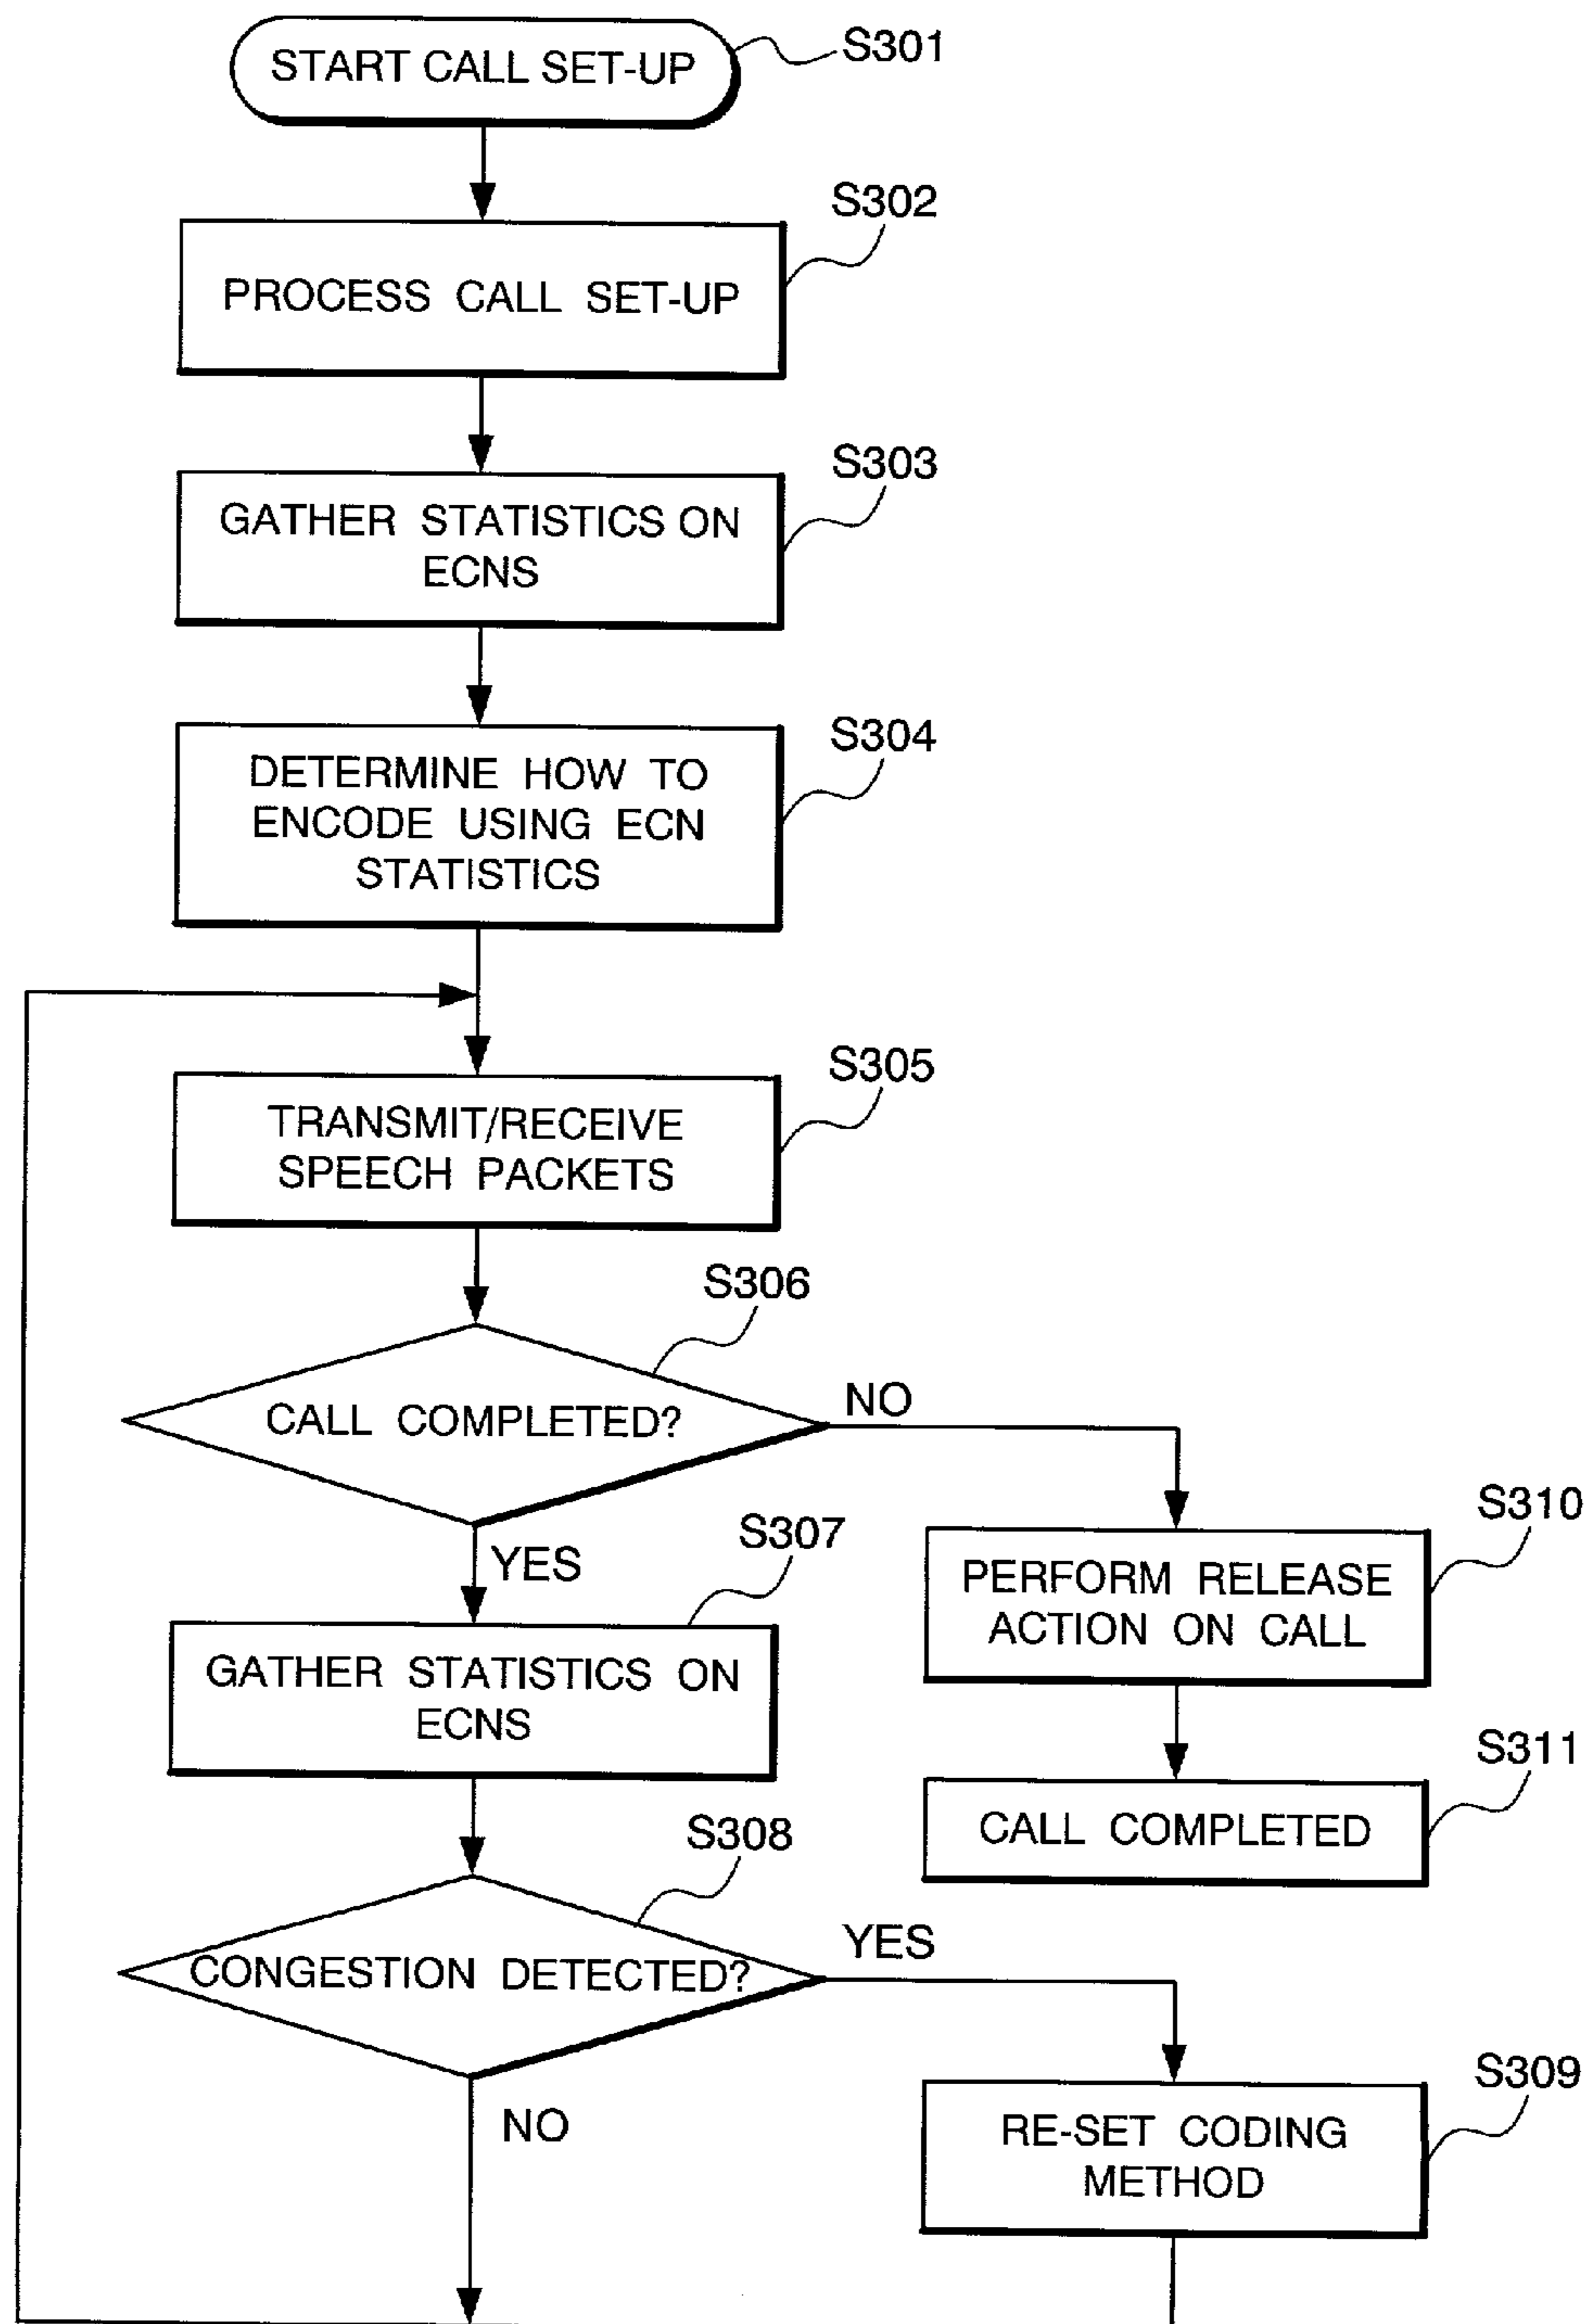 START CALL SET-UP
S301
S302
PROCESS CALL SET-UP
S303
GATHER STATISTICS ON
ECNS
S304
DETERMINE HOW TO
ENCODE USING ECN
STATISTICS
S305
TRANSMIT/RECEIVE
SPEECH PACKETS
S306
CALL COMPLETED?
NO
YES
S307
GATHER STATISTICS ON
ECNS
S310
PERFORM RELEASE
ACTION ON CALL
S311
CALL COMPLETED
S308
CONGESTION DETECTED?
YES
NO
S309
RE-SET CODING
METHOD